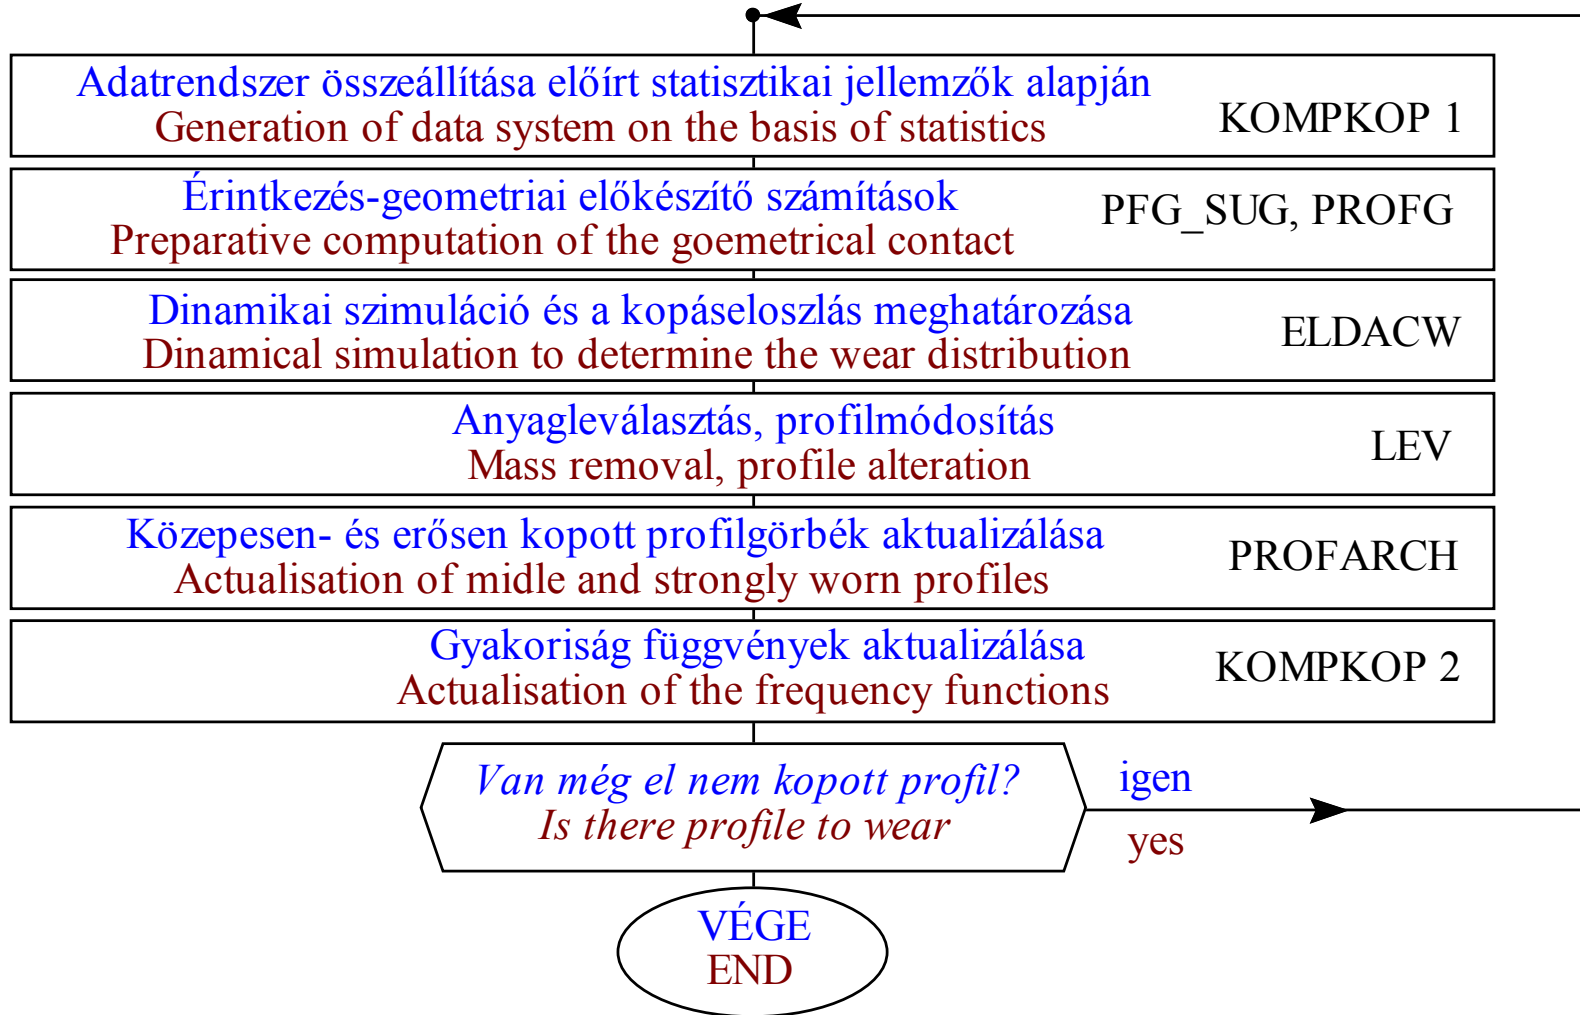 Adatrendszer összeállítása előírt statisztikai jellemzők alapján
Generation of data system on the basis of statistics
KOMPKOP 1
Érintkezés-geometriai előkészítő számítások
Preparative computation of the goemetrical contact
PFG_SUG, PROFG
Dinamikai szimuláció és a kopáseloszlás meghatározása
Dinamical simulation to determine the wear distribution
ELDACW
Anyagleválasztás, profilmódosítás
Mass removal, profile alteration
LEV
Közepesen- és erősen kopott profilgörbék aktualizálása
Actualisation of midle and strongly worn profiles
PROFARCH
Gyakoriság függvények aktualizálása
Actualisation of the frequency functions
KOMPKOP 2
Van még el nem kopott profil?
Is there profile to wear
igen
yes
VÉGE
END